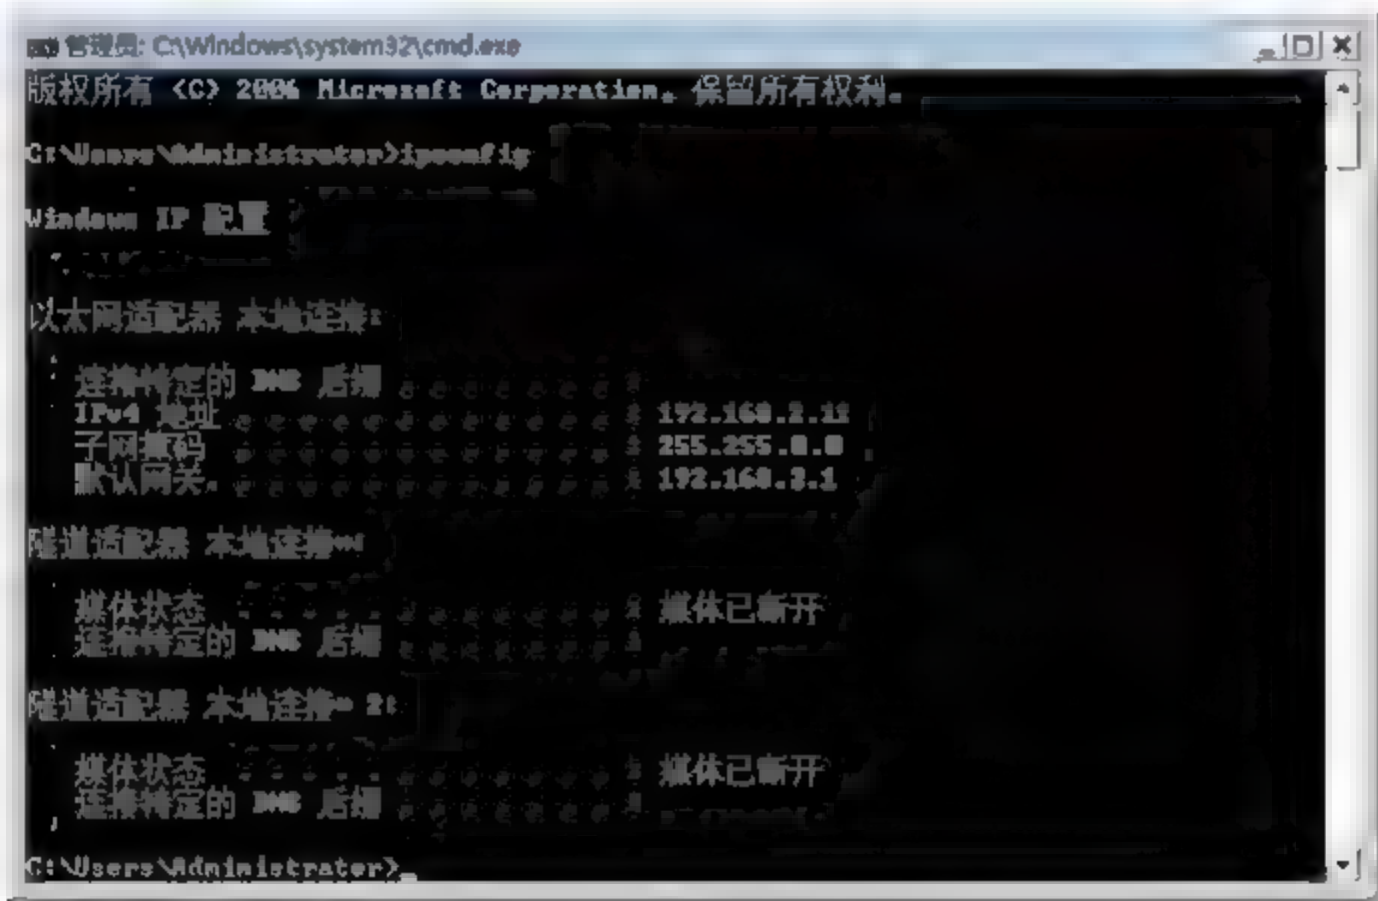 管理员: C:\Windows\system32\cmd.exe
版权所有 <C> 2006 Microsoft Corporation。保留所有权利。
C:\Users\Administrator>ipconfig
Windows IP 配置
以太网适配器 本地连接:
连接特定的 DNS 后缀 . . . . . . . :
IPv4 地址 . . . . . . . . . . . . :
子网掩码 . . . . . . . . . . . . : 255.255.0.0
默认网关. . . . . . . . . . . . . : 192.168.3.1
隧道适配器 本地连接*:
媒体状态 . . . . . . . . . . . . : 媒体已断开
连接特定的 DNS 后缀 . . . . . . . :
隧道适配器 本地连接* 2:
媒体状态 . . . . . . . . . . . . : 媒体已断开
连接特定的 DNS 后缀 . . . . . . . :
C:\Users\Administrator>_